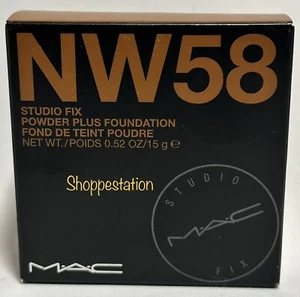 NW58
STUDIO FIX
POWDER PLUS FOUNDATION
FOND DE TEINT POUDRE
NET WT./POIDS 0.52 OZ/15 g ℮
Shoppestation
STUDIO
MAC
FIX
M·A·C